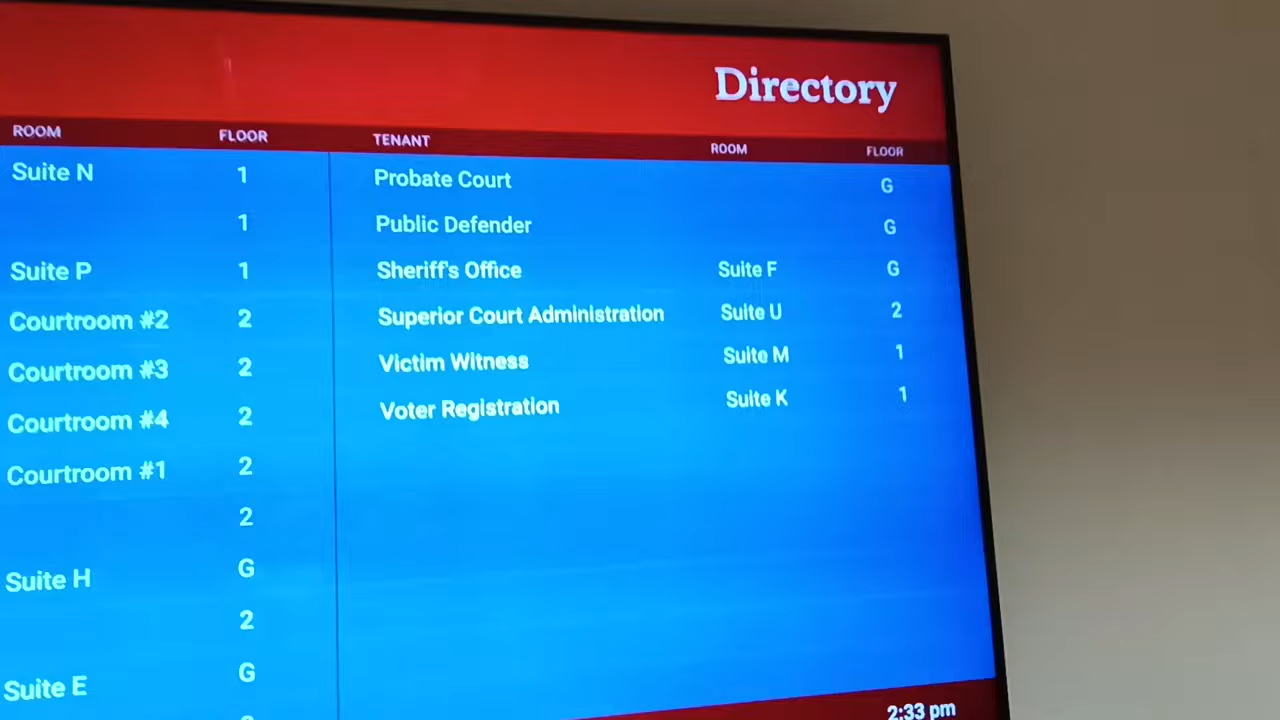 Directory
ROOM FLOOR TENANT ROOM FLOOR
Suite N 1 Probate Court G
1 Public Defender G
Suite P 1 Sheriff's Office Suite F G
Courtroom #2 2 Superior Court Administration Suite U 2
Courtroom #3 2 Victim Witness Suite M 1
Courtroom #4 2 Voter Registration Suite K 1
Courtroom #1 2
2
Suite H G
2
Suite E G
2:33 pm